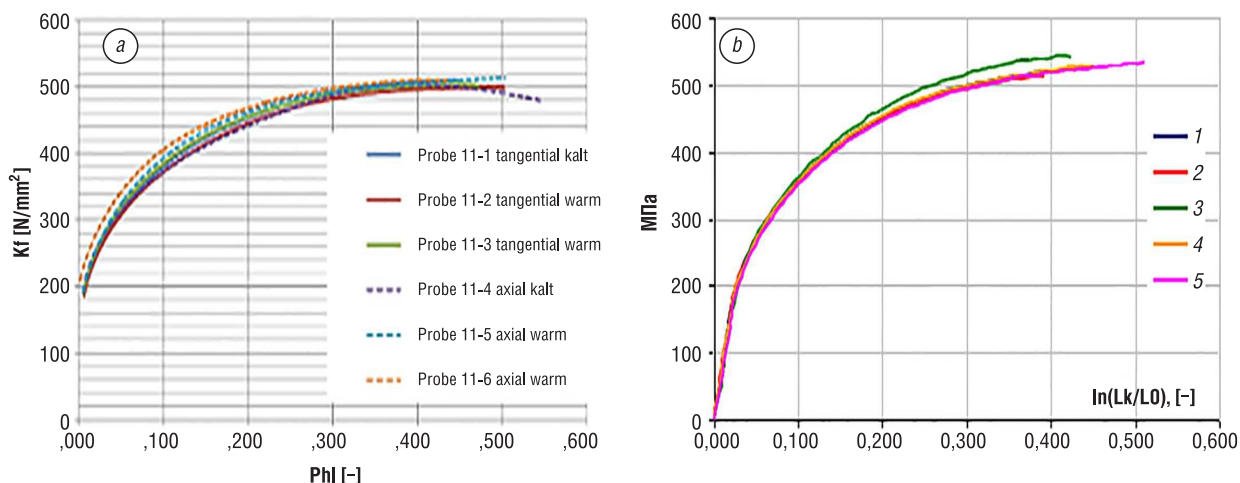 a
600
500
400
300
200
100
0
Kf [N/mm²]
,000 ,100 ,200 ,300 ,400 ,500 ,600
PhI [–]
Probe 11-1 tangential kalt
Probe 11-2 tangential warm
Probe 11-3 tangential warm
Probe 11-4 axial kalt
Probe 11-5 axial warm
Probe 11-6 axial warm
b
600
500
400
300
200
100
0
МПа
0,000 0,100 0,200 0,300 0,400 0,500 0,600
ln(Lk/L0), [–]
1
2
3
4
5